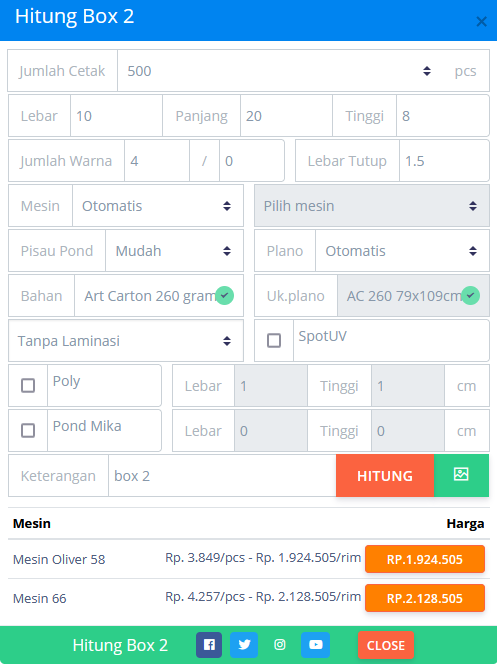 Hitung Box 2
×
Jumlah Cetak 500 pcs
Lebar 10 Panjang 20 Tinggi 8
Jumlah Warna 4 / 0 Lebar Tutup 1.5
Mesin Otomatis Pilih mesin
Pisau Pond Mudah Plano Otomatis
Bahan Art Carton 260 gram Uk.plano AC 260 79x109cm
Tanpa Laminasi SpotUV
Poly Lebar 1 Tinggi 1 cm
Pond Mika Lebar 0 Tinggi 0 cm
Keterangan box 2 HITUNG
Mesin Harga
Mesin Oliver 58 Rp. 3.849/pcs - Rp. 1.924.505/rim RP.1.924.505
Mesin 66 Rp. 4.257/pcs - Rp. 2.128.505/rim RP.2.128.505
Hitung Box 2 CLOSE